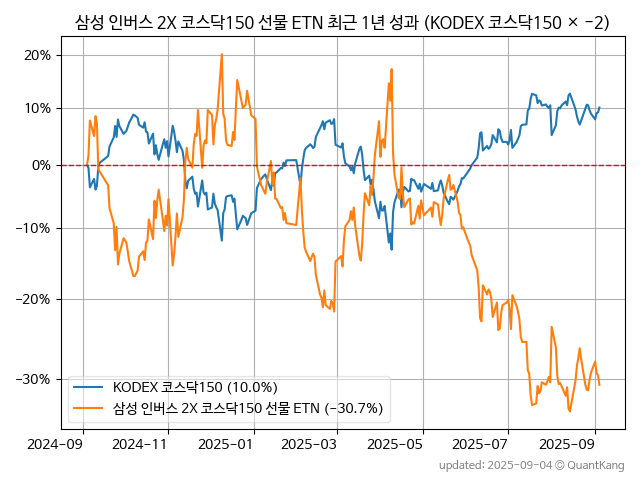 삼성 인버스 2X 코스닥150 선물 ETN 최근 1년 성과 (KODEX 코스닥150 × −2)
20%
10%
0%
−10%
−20%
−30%
KODEX 코스닥150 (10.0%)
삼성 인버스 2X 코스닥150 선물 ETN (−30.7%)
2024-09 2024-11 2025-01 2025-03 2025-05 2025-07 2025-09
updated: 2025-09-04 © QuantKang